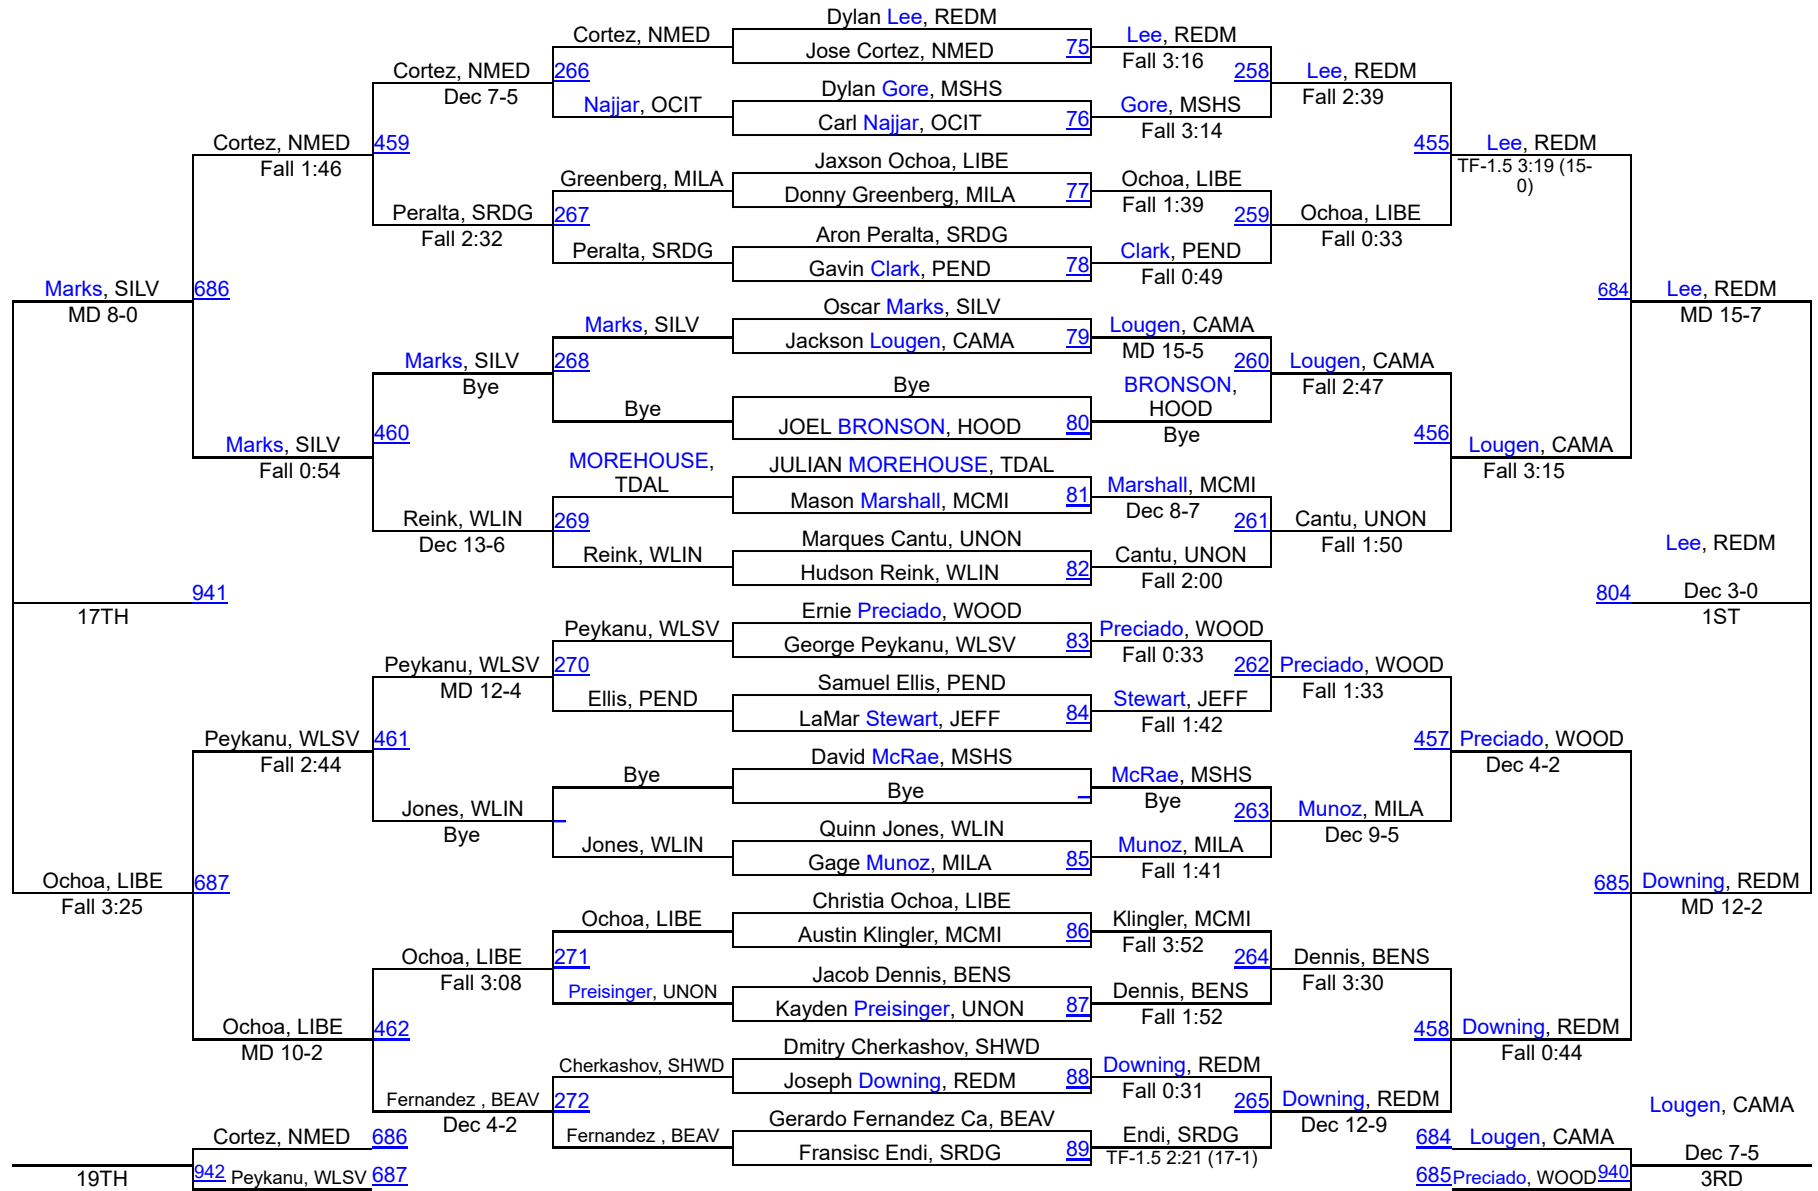 Dylan Lee, REDM
Cortez, NMED
Jose Cortez, NMED 75
Lee, REDM
Fall 3:16
Cortez, NMED
Dec 7-5
266
258
Lee, REDM
Fall 2:39
Najjar, OCIT
Dylan Gore, MSHS
Carl Najjar, OCIT 76
Gore, MSHS
Fall 3:14
Cortez, NMED
Fall 1:46
459
455
Lee, REDM
TF-1.5 3:19 (15-
0)
Greenberg, MILA
Jaxson Ochoa, LIBE
Donny Greenberg, MILA 77
Ochoa, LIBE
Fall 1:39
Peralta, SRDG
Fall 2:32
267
259
Ochoa, LIBE
Fall 0:33
Peralta, SRDG
Aron Peralta, SRDG
Gavin Clark, PEND 78
Clark, PEND
Fall 0:49
Marks, SILV
MD 8-0
686
684
Lee, REDM
MD 15-7
Marks, SILV
Oscar Marks, SILV
Jackson Lougen, CAMA 79
Lougen, CAMA
MD 15-5
Marks, SILV
Bye
268
260
Lougen, CAMA
Fall 2:47
Bye
Bye
JOEL BRONSON, HOOD 80
BRONSON,
HOOD
Bye
Marks, SILV
Fall 0:54
460
456
Lougen, CAMA
Fall 3:15
MOREHOUSE,
TDAL
JULIAN MOREHOUSE, TDAL
Mason Marshall, MCMI 81
Marshall, MCMI
Dec 8-7
Reink, WLIN
Dec 13-6
269
261
Cantu, UNON
Fall 1:50
Reink, WLIN
Marques Cantu, UNON
Hudson Reink, WLIN 82
Cantu, UNON
Fall 2:00
Lee, REDM
941
17TH
804
Dec 3-0
1ST
Peykanu, WLSV
Ernie Preciado, WOOD
George Peykanu, WLSV 83
Preciado, WOOD
Fall 0:33
Peykanu, WLSV
MD 12-4
270
262
Preciado, WOOD
Fall 1:33
Ellis, PEND
Samuel Ellis, PEND
LaMar Stewart, JEFF 84
Stewart, JEFF
Fall 1:42
Peykanu, WLSV
Fall 2:44
461
457
Preciado, WOOD
Dec 4-2
Bye
David McRae, MSHS
Bye
McRae, MSHS
Bye
Jones, WLIN
Bye
263
Munoz, MILA
Dec 9-5
Jones, WLIN
Quinn Jones, WLIN
Gage Munoz, MILA 85
Munoz, MILA
Fall 1:41
Ochoa, LIBE
Fall 3:25
687
685
Downing, REDM
MD 12-2
Ochoa, LIBE
Christia Ochoa, LIBE
Austin Klingler, MCMI 86
Klingler, MCMI
Fall 3:52
Ochoa, LIBE
Fall 3:08
271
264
Dennis, BENS
Fall 3:30
Preisinger, UNON
Jacob Dennis, BENS
Kayden Preisinger, UNON 87
Dennis, BENS
Fall 1:52
Ochoa, LIBE
MD 10-2
462
458
Downing, REDM
Fall 0:44
Cherkashov, SHWD
Dmitry Cherkashov, SHWD
Joseph Downing, REDM 88
Downing, REDM
Fall 0:31
Fernandez , BEAV
Dec 4-2
272
265
Downing, REDM
Dec 12-9
Fernandez , BEAV
Gerardo Fernandez Ca, BEAV
Fransisc Endi, SRDG 89
Endi, SRDG
TF-1.5 2:21 (17-1)
Lougen, CAMA
Cortez, NMED 686
684 Lougen, CAMA
Dec 7-5
19TH
942 Peykanu, WLSV 687
685 Preciado, WOOD 940
3RD